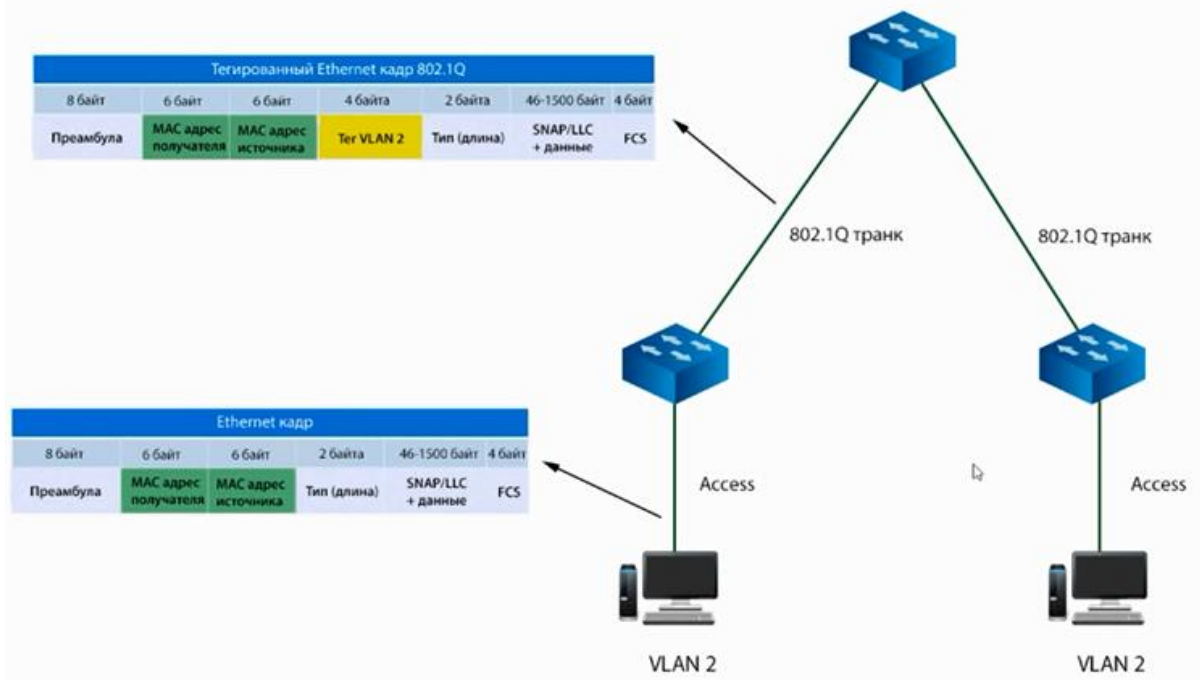 Тегированный Ethernet кадр 802.1Q
8 байт 6 байт 6 байт 4 байта 2 байта 46-1500 байт 4 байт
Преамбула MAC адрес получателя MAC адрес источника Тег VLAN 2 Тип (длина) SNAP/LLC + данные FCS
802.1Q транк
802.1Q транк
Ethernet кадр
8 байт 6 байт 6 байт 2 байта 46-1500 байт 4 байт
Преамбула MAC адрес получателя MAC адрес источника Тип (длина) SNAP/LLC + данные FCS
Access
Access
VLAN 2
VLAN 2